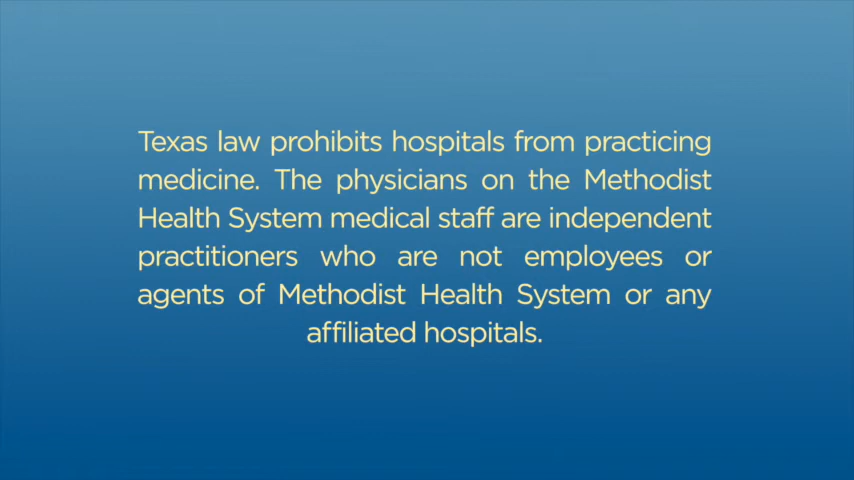 Texas law prohibits hospitals from practicing
medicine. The physicians on the Methodist
Health System medical staff are independent
practitioners who are not employees or
agents of Methodist Health System or any
affiliated hospitals.